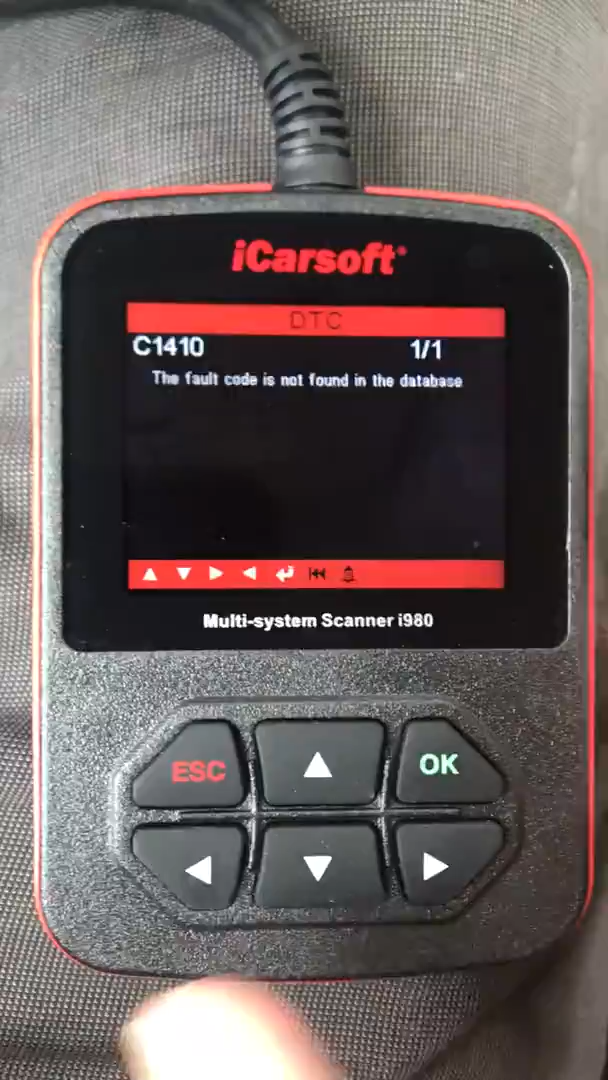 iCarsoft®
DTC
C1410 1/1
The fault code is not found in the database
Multi-system Scanner i980
ESC
OK